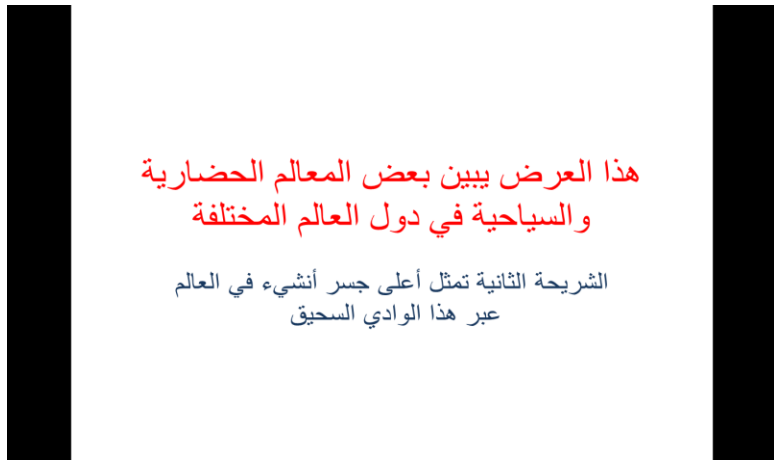 هذا العرض يبين بعض المعالم الحضارية
والسياحية في دول العالم المختلفة
الشريحة الثانية تمثل أعلى جسر أنشيء في العالم
عبر هذا الوادي السحيق